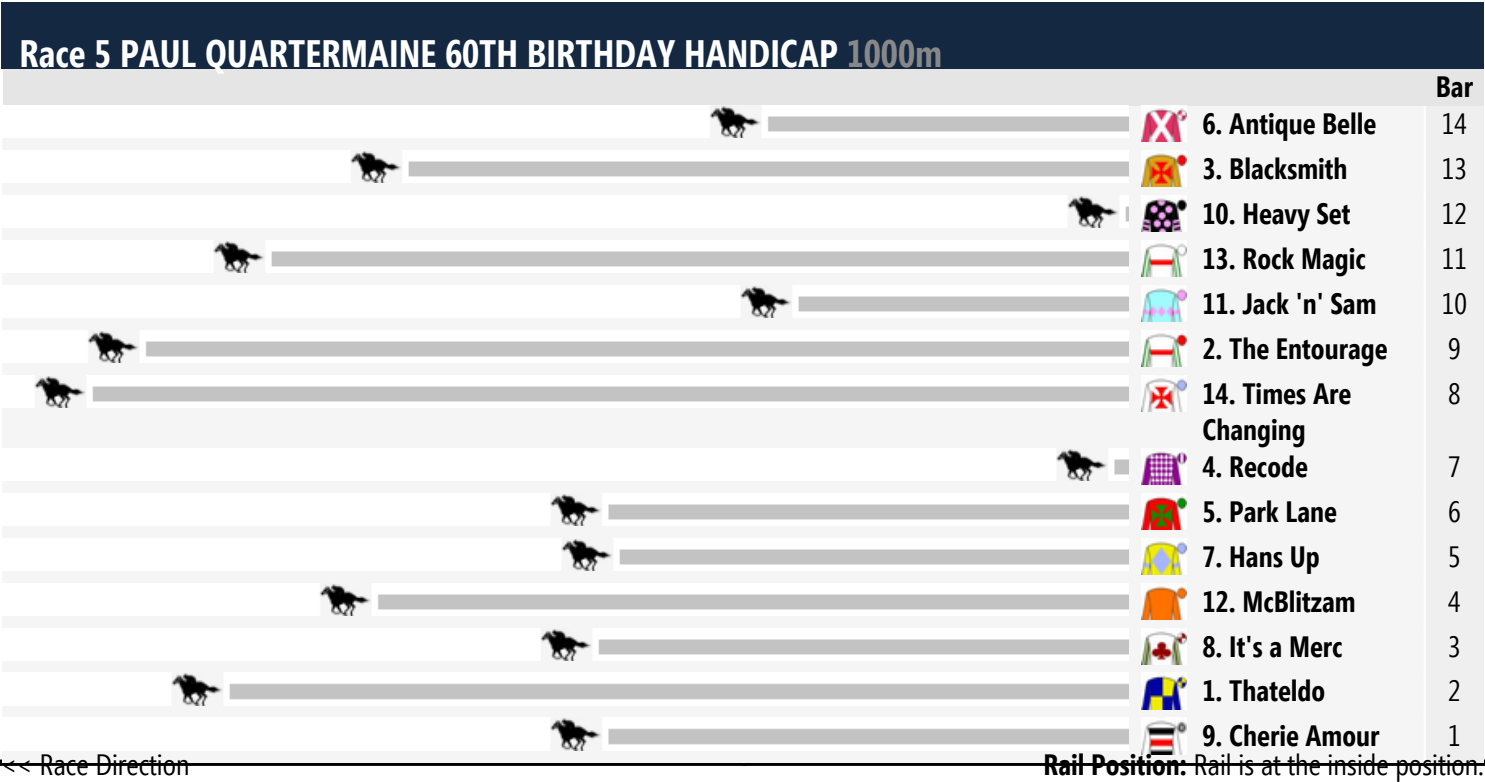 Race 5 PAUL QUARTERMAINE 60TH BIRTHDAY HANDICAP 1000m
Bar
6. Antique Belle 14
3. Blacksmith 13
10. Heavy Set 12
13. Rock Magic 11
11. Jack 'n' Sam 10
2. The Entourage 9
14. Times Are 8
Changing
4. Recode 7
5. Park Lane 6
7. Hans Up 5
12. McBlitzam 4
8. It's a Merc 3
1. Thateldo 2
9. Cherie Amour 1
<< Race Direction Rail Position: Rail is at the inside position.